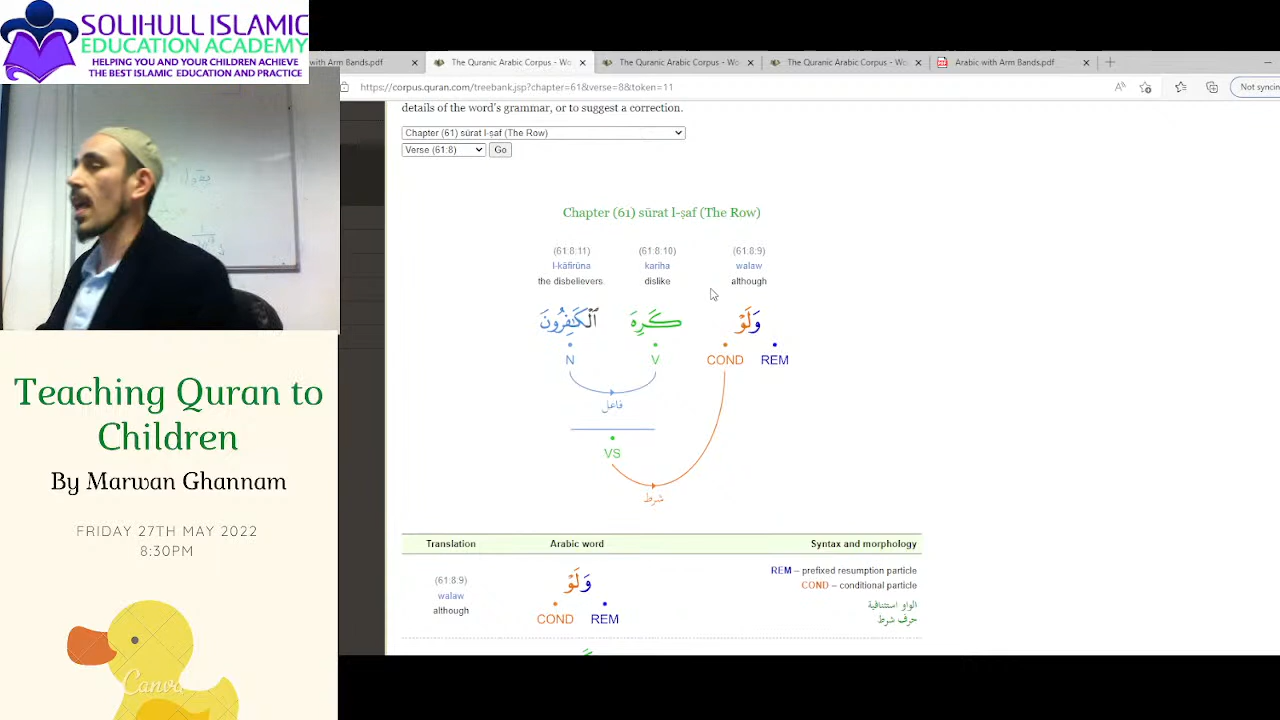 SOLIHULL ISLAMIC
EDUCATION ACADEMY
HELPING YOU AND YOUR CHILDREN ACHIEVE
THE BEST ISLAMIC EDUCATION AND PRACTICE
Teaching Quran to
Children
By Marwan Ghannam
FRIDAY 27TH MAY 2022
8:30PM
Canva
with Arm Bands.pdf
The Quranic Arabic Corpus - Wo
The Quranic Arabic Corpus - Wo
The Quranic Arabic Corpus - Wo
Arabic with Arm Bands.pdf
https://corpus.quran.com/treebank.jsp?chapter=61&verse=8&token=11
Not syncin
details of the word's grammar, or to suggest a correction.
Chapter (61) sūrat l-ṣaf (The Row)
Verse (61:8) Go
Chapter (61) sūrat l-ṣaf (The Row)
(61:8:11) (61:8:10) (61:8:9)
l-kāfirūna kariha walaw
the disbelievers. dislike although
وَلَوْ كَرِهَ ٱلْكَـٰفِرُونَ
N V COND REM
فاعل
VS
شرط
Translation Arabic word Syntax and morphology
(61:8:9)
walaw
although
وَلَوْ
COND REM
REM – prefixed resumption particle
COND – conditional particle
الواو استئنافية
حرف شرط